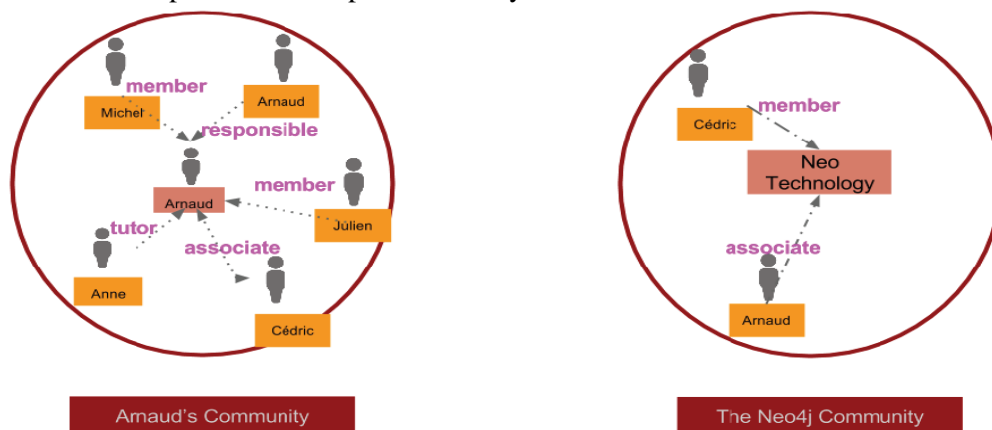 member
Michel
Arnaud
responsible
Arnaud
member
Júlien
tutor
associate
Anne
Cédric
Arnaud's Community
Cédric
member
Neo
Technology
associate
Arnaud
The Neo4j Community